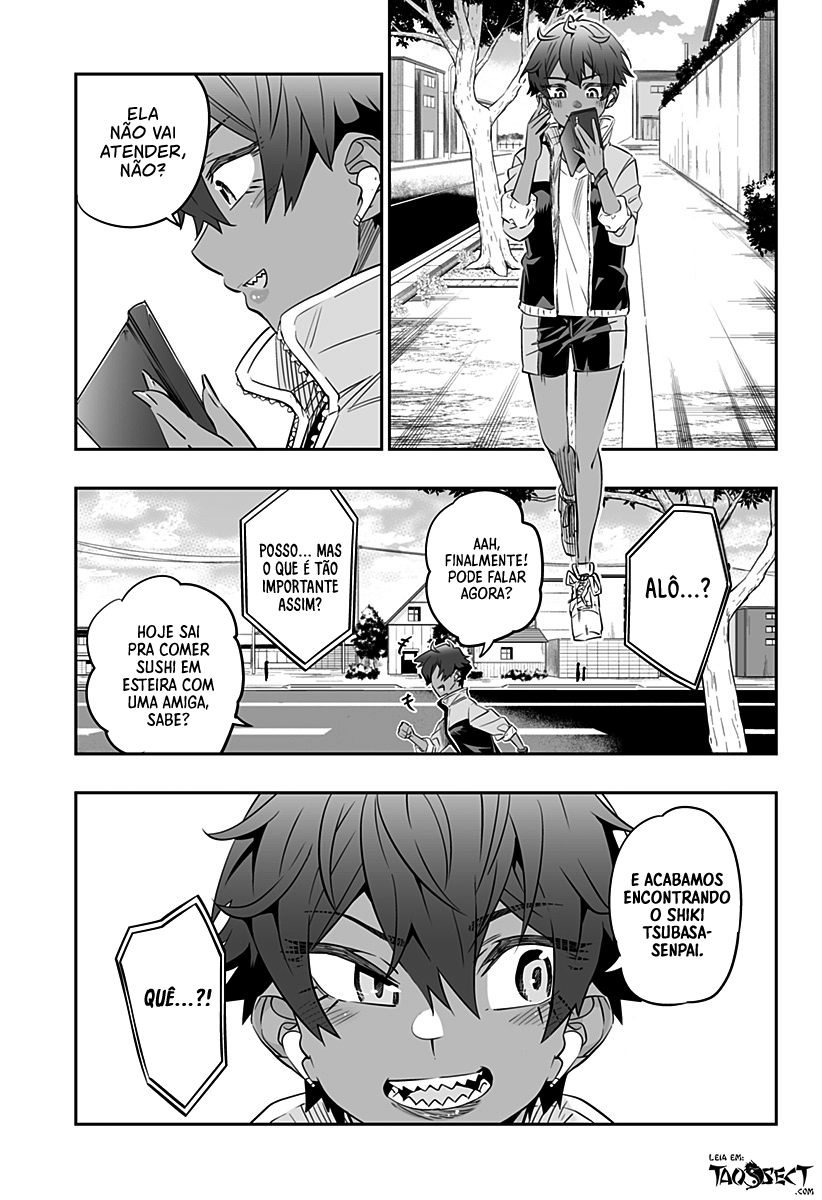 ELA
NÃO VAI
ATENDER,
NÃO?
ALÔ...?
AAH,
FINALMENTE!
PODE FALAR
AGORA?
POSSO... MAS
O QUE É TÃO
IMPORTANTE
ASSIM?
HOJE SAI
PRA COMER
SUSHI EM
ESTEIRA COM
UMA AMIGA,
SABE?
E ACABAMOS
ENCONTRANDO
O SHIKI
TSUBASA-
SENPAI.
QUÊ...?!
LEIA EM:
TAOSECT
.COM